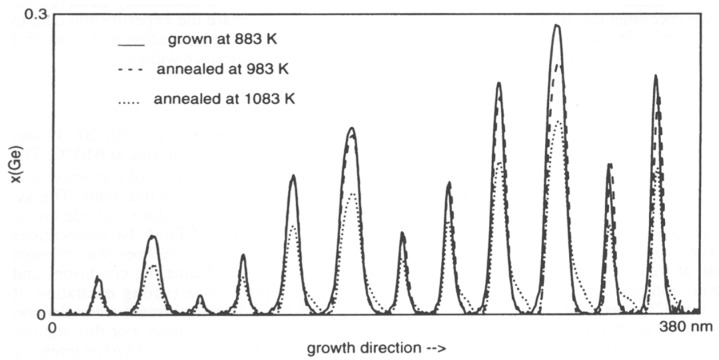 0.3
grown at 883 K
annealed at 983 K
annealed at 1083 K
x(Ge)
0
0
380 nm
growth direction -->